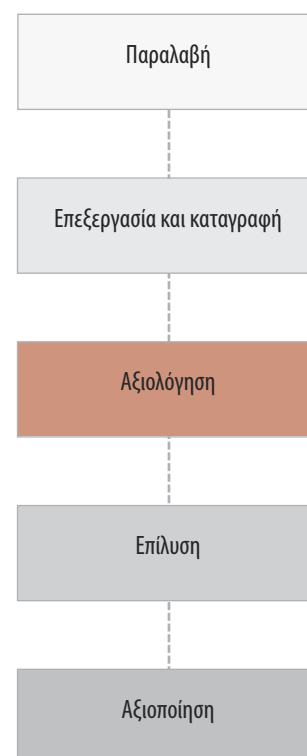 Παραλαβή
Επεξεργασία και καταγραφή
Αξιολόγηση
Επίλυση
Αξιοποίηση